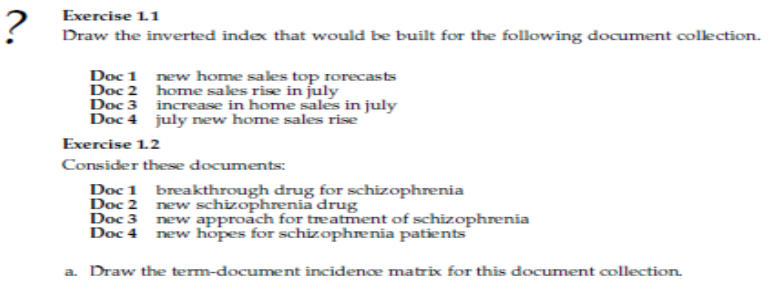 ?
Exercise 1.1
Draw the inverted index that would be built for the following document collection.
Doc 1 new home sales top rorecasts
Doc 2 home sales rise in july
Doc 3 increase in home sales in july
Doc 4 july new home sales rise
Exercise 1.2
Consider these documents:
Doc 1 breakthrough drug for schizophrenia
Doc 2 new schizophrenia drug
Doc 3 new approach for treatment of schizophrenia
Doc 4 new hopes for schizophrenia patients
a. Draw the term-document incidence matrix for this document collection.